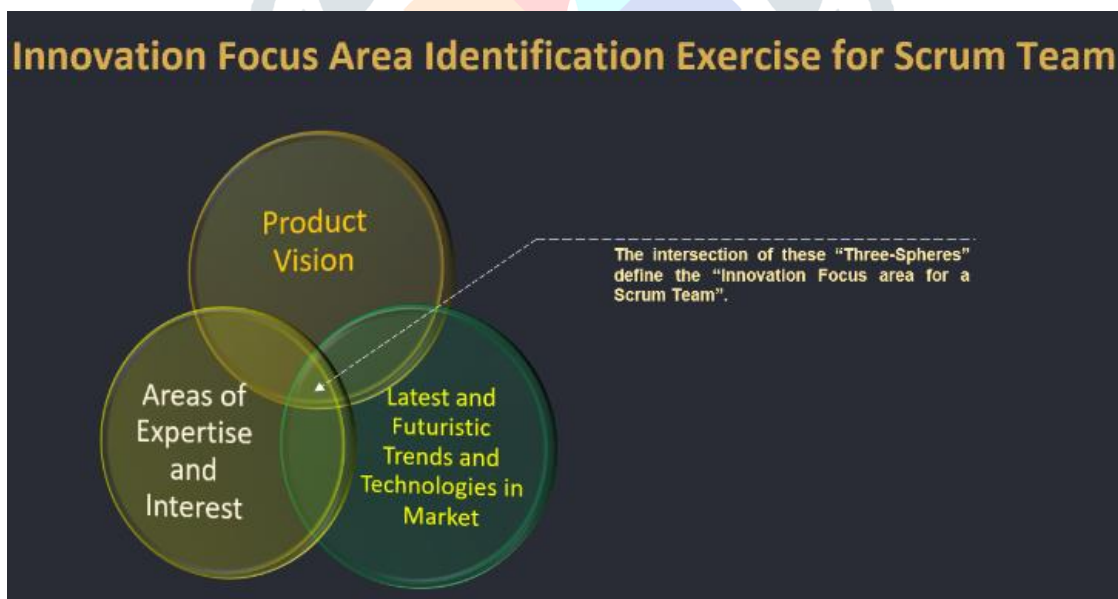 Innovation Focus Area Identification Exercise for Scrum Team
Product
Vision
The intersection of these “Three-Spheres”
define the “Innovation Focus area for a
Scrum Team”.
Areas of
Expertise
and
Interest
Latest and
Futuristic
Trends and
Technologies in
Market